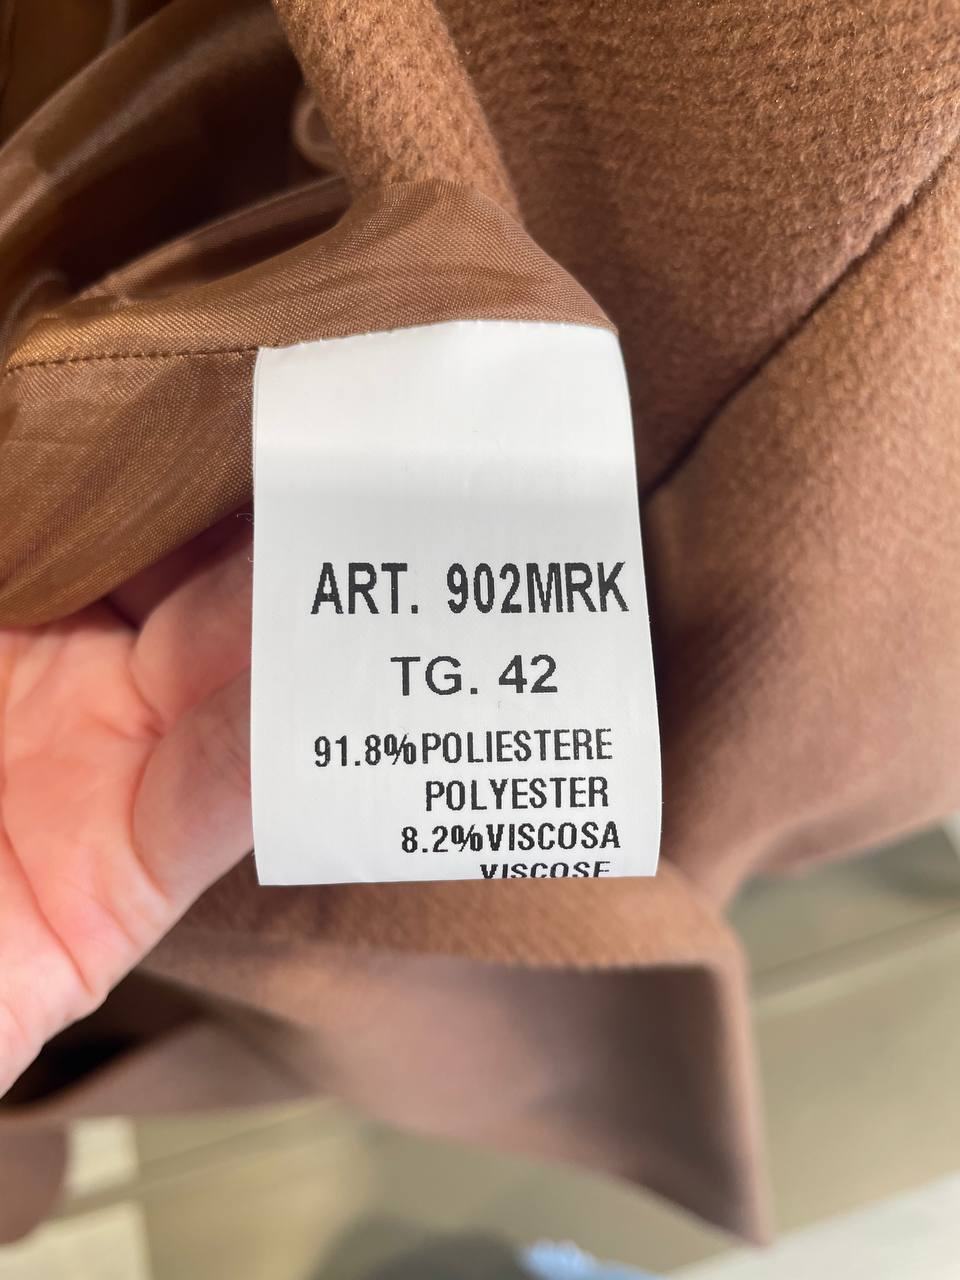 ART. 902MRK
TG. 42
91.8%POLIESTERE
POLYESTER
8.2%VISCOSA
VISCOSE